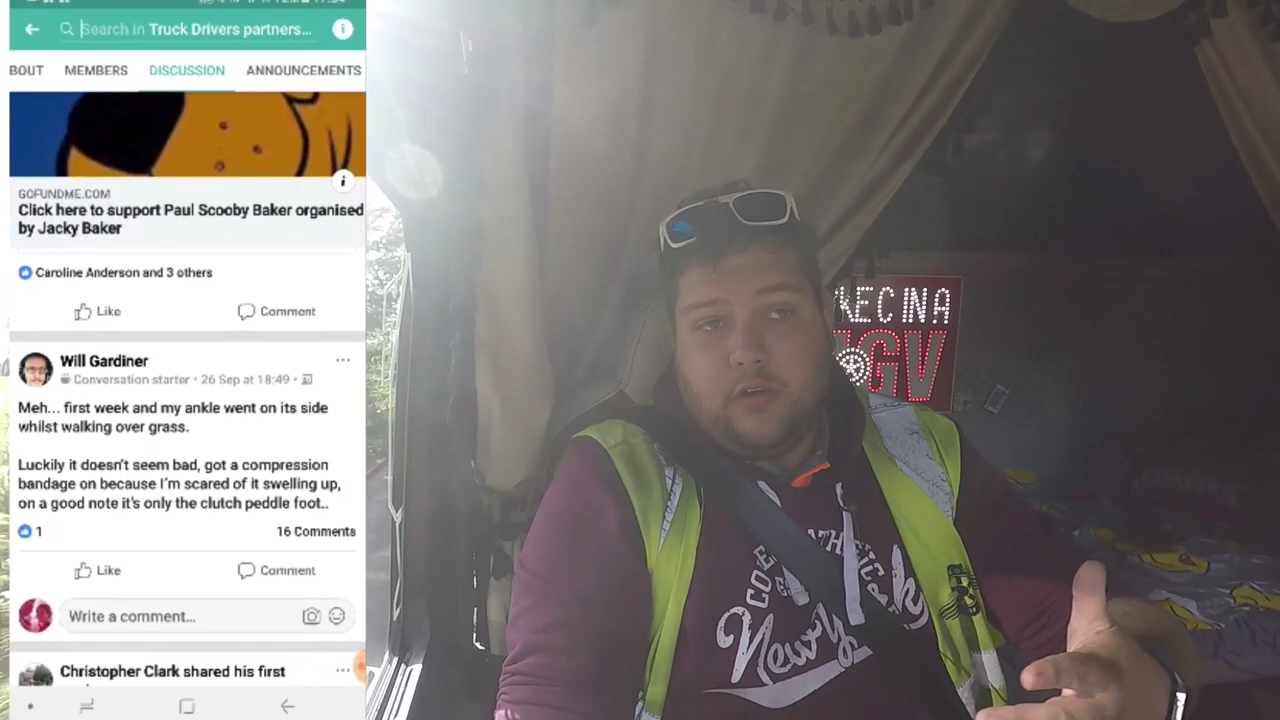 Search in Truck Drivers partners...
BOUT MEMBERS DISCUSSION ANNOUNCEMENTS
GOFUNDME.COM
Click here to support Paul Scooby Baker organised
by Jacky Baker
Caroline Anderson and 3 others
Like Comment
Will Gardiner
Conversation starter • 26 Sep at 18:49 •
Meh... first week and my ankle went on its side
whilst walking over grass.
Luckily it doesn't seem bad, got a compression
bandage on because I'm scared of it swelling up,
on a good note it's only the clutch peddle foot..
1 16 Comments
Like Comment
Write a comment...
Christopher Clark shared his first
KEC IN A
GV
New